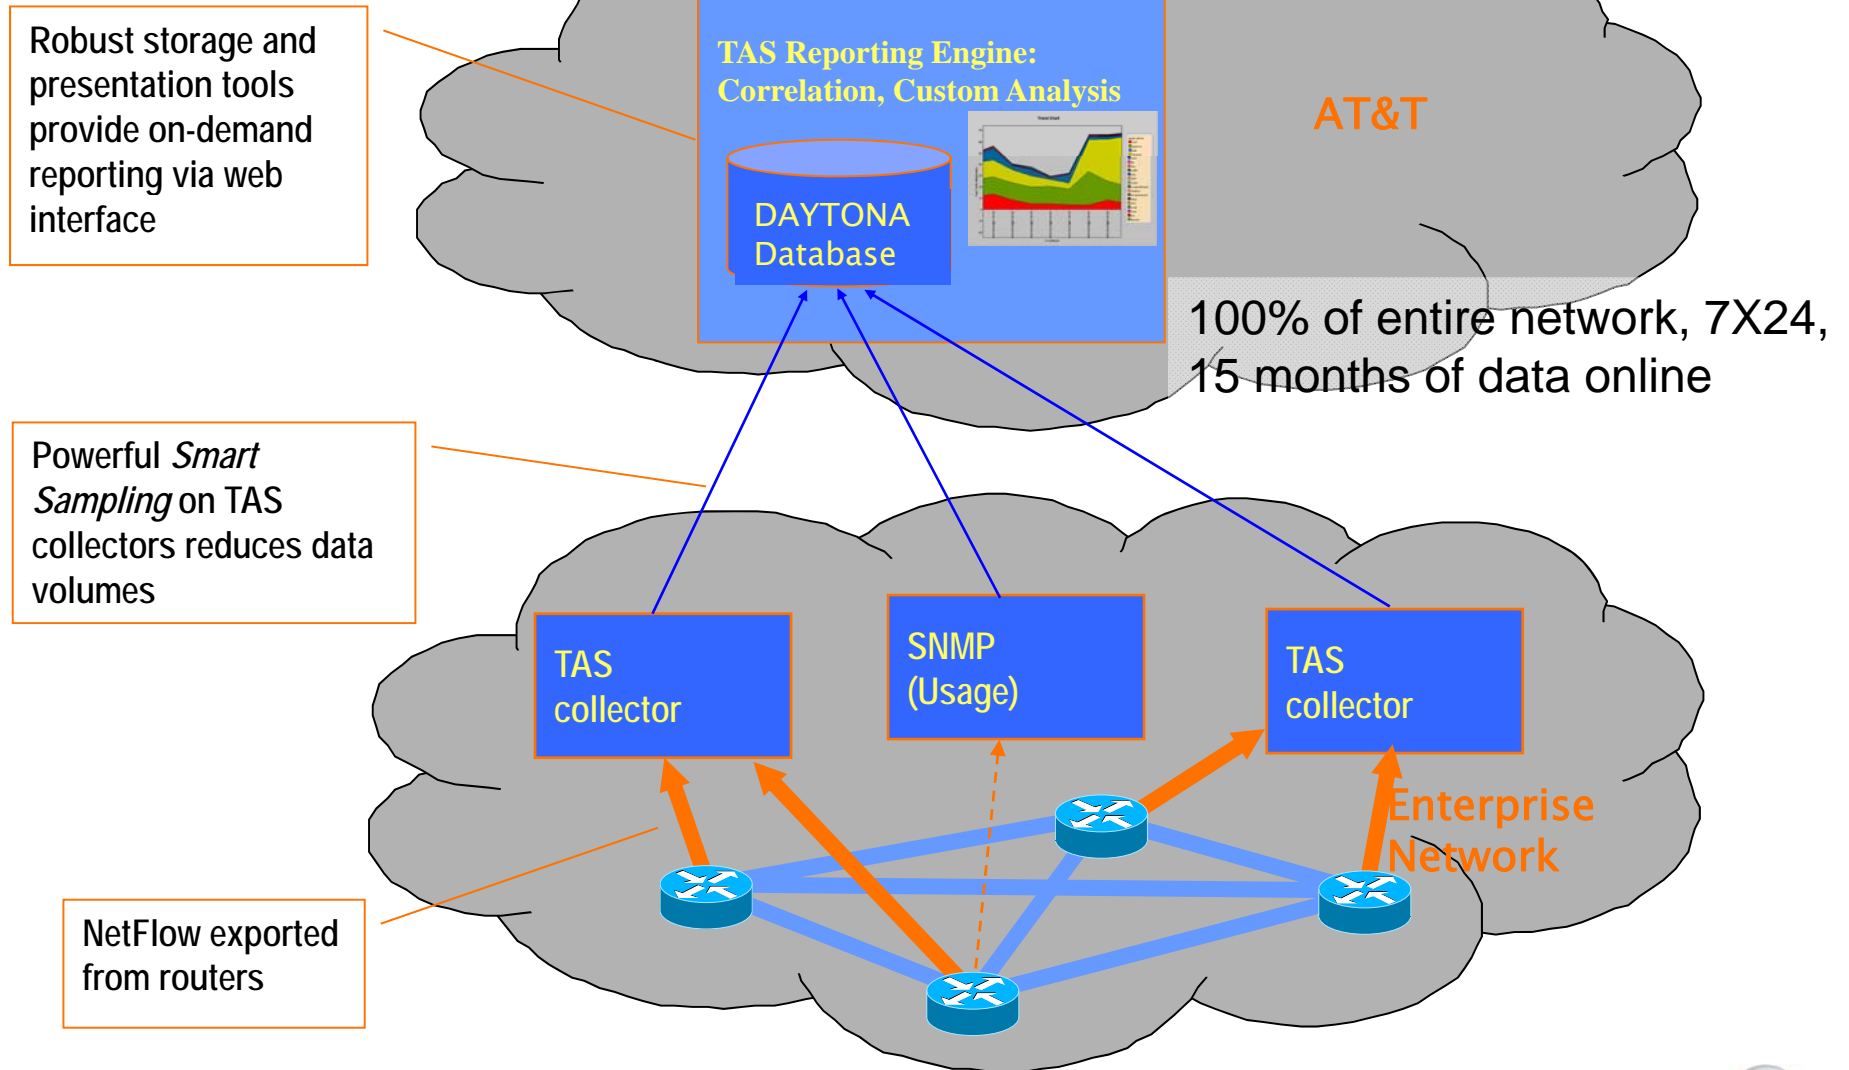 Robust storage and
presentation tools
provide on-demand
reporting via web
interface
TAS Reporting Engine:
Correlation, Custom Analysis
AT&T
DAYTONA
Database
100% of entire network, 7X24,
15 months of data online
Powerful Smart
Sampling on TAS
collectors reduces data
volumes
TAS
collector
SNMP
(Usage)
TAS
collector
Enterprise
Network
NetFlow exported
from routers